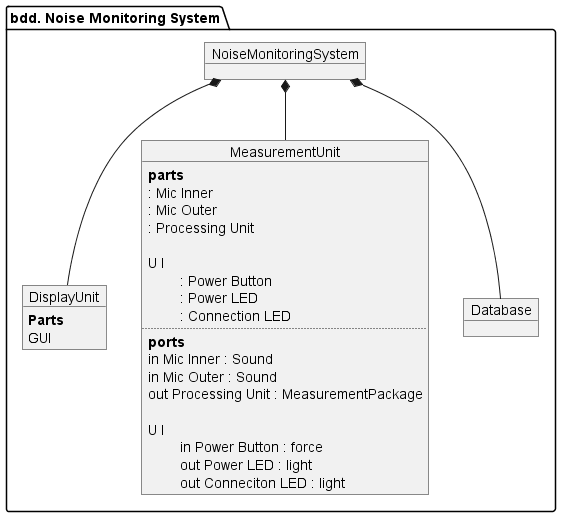 bdd. Noise Monitoring System
NoiseMonitoringSystem
MeasurementUnit
parts
: Mic Inner
: Mic Outer
: Processing Unit
U I
: Power Button
: Power LED
: Connection LED
ports
in Mic Inner : Sound
in Mic Outer : Sound
out Processing Unit : MeasurementPackage
U I
in Power Button : force
out Power LED : light
out Conneciton LED : light
DisplayUnit
Parts
GUI
Database